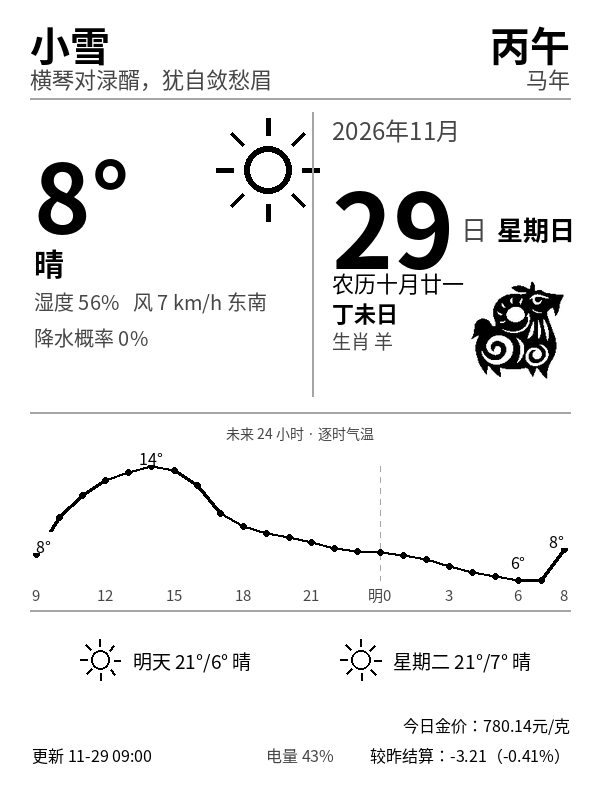 小雪
丙午
横琴对渌醑，犹自敛愁眉
马年
8°
晴
湿度 56% 风 7 km/h 东南
降水概率 0%
2026年11月
29 日 星期日
农历十月廿一
丁未日
生肖 羊
未来 24 小时 · 逐时气温
14°
8°
6°
8°
9 12 15 18 21 明0 3 6 8
明天 21°/6° 晴
星期二 21°/7° 晴
今日金价：780.14元/克
更新 11-29 09:00
电量 43%
较昨结算：-3.21（-0.41%）